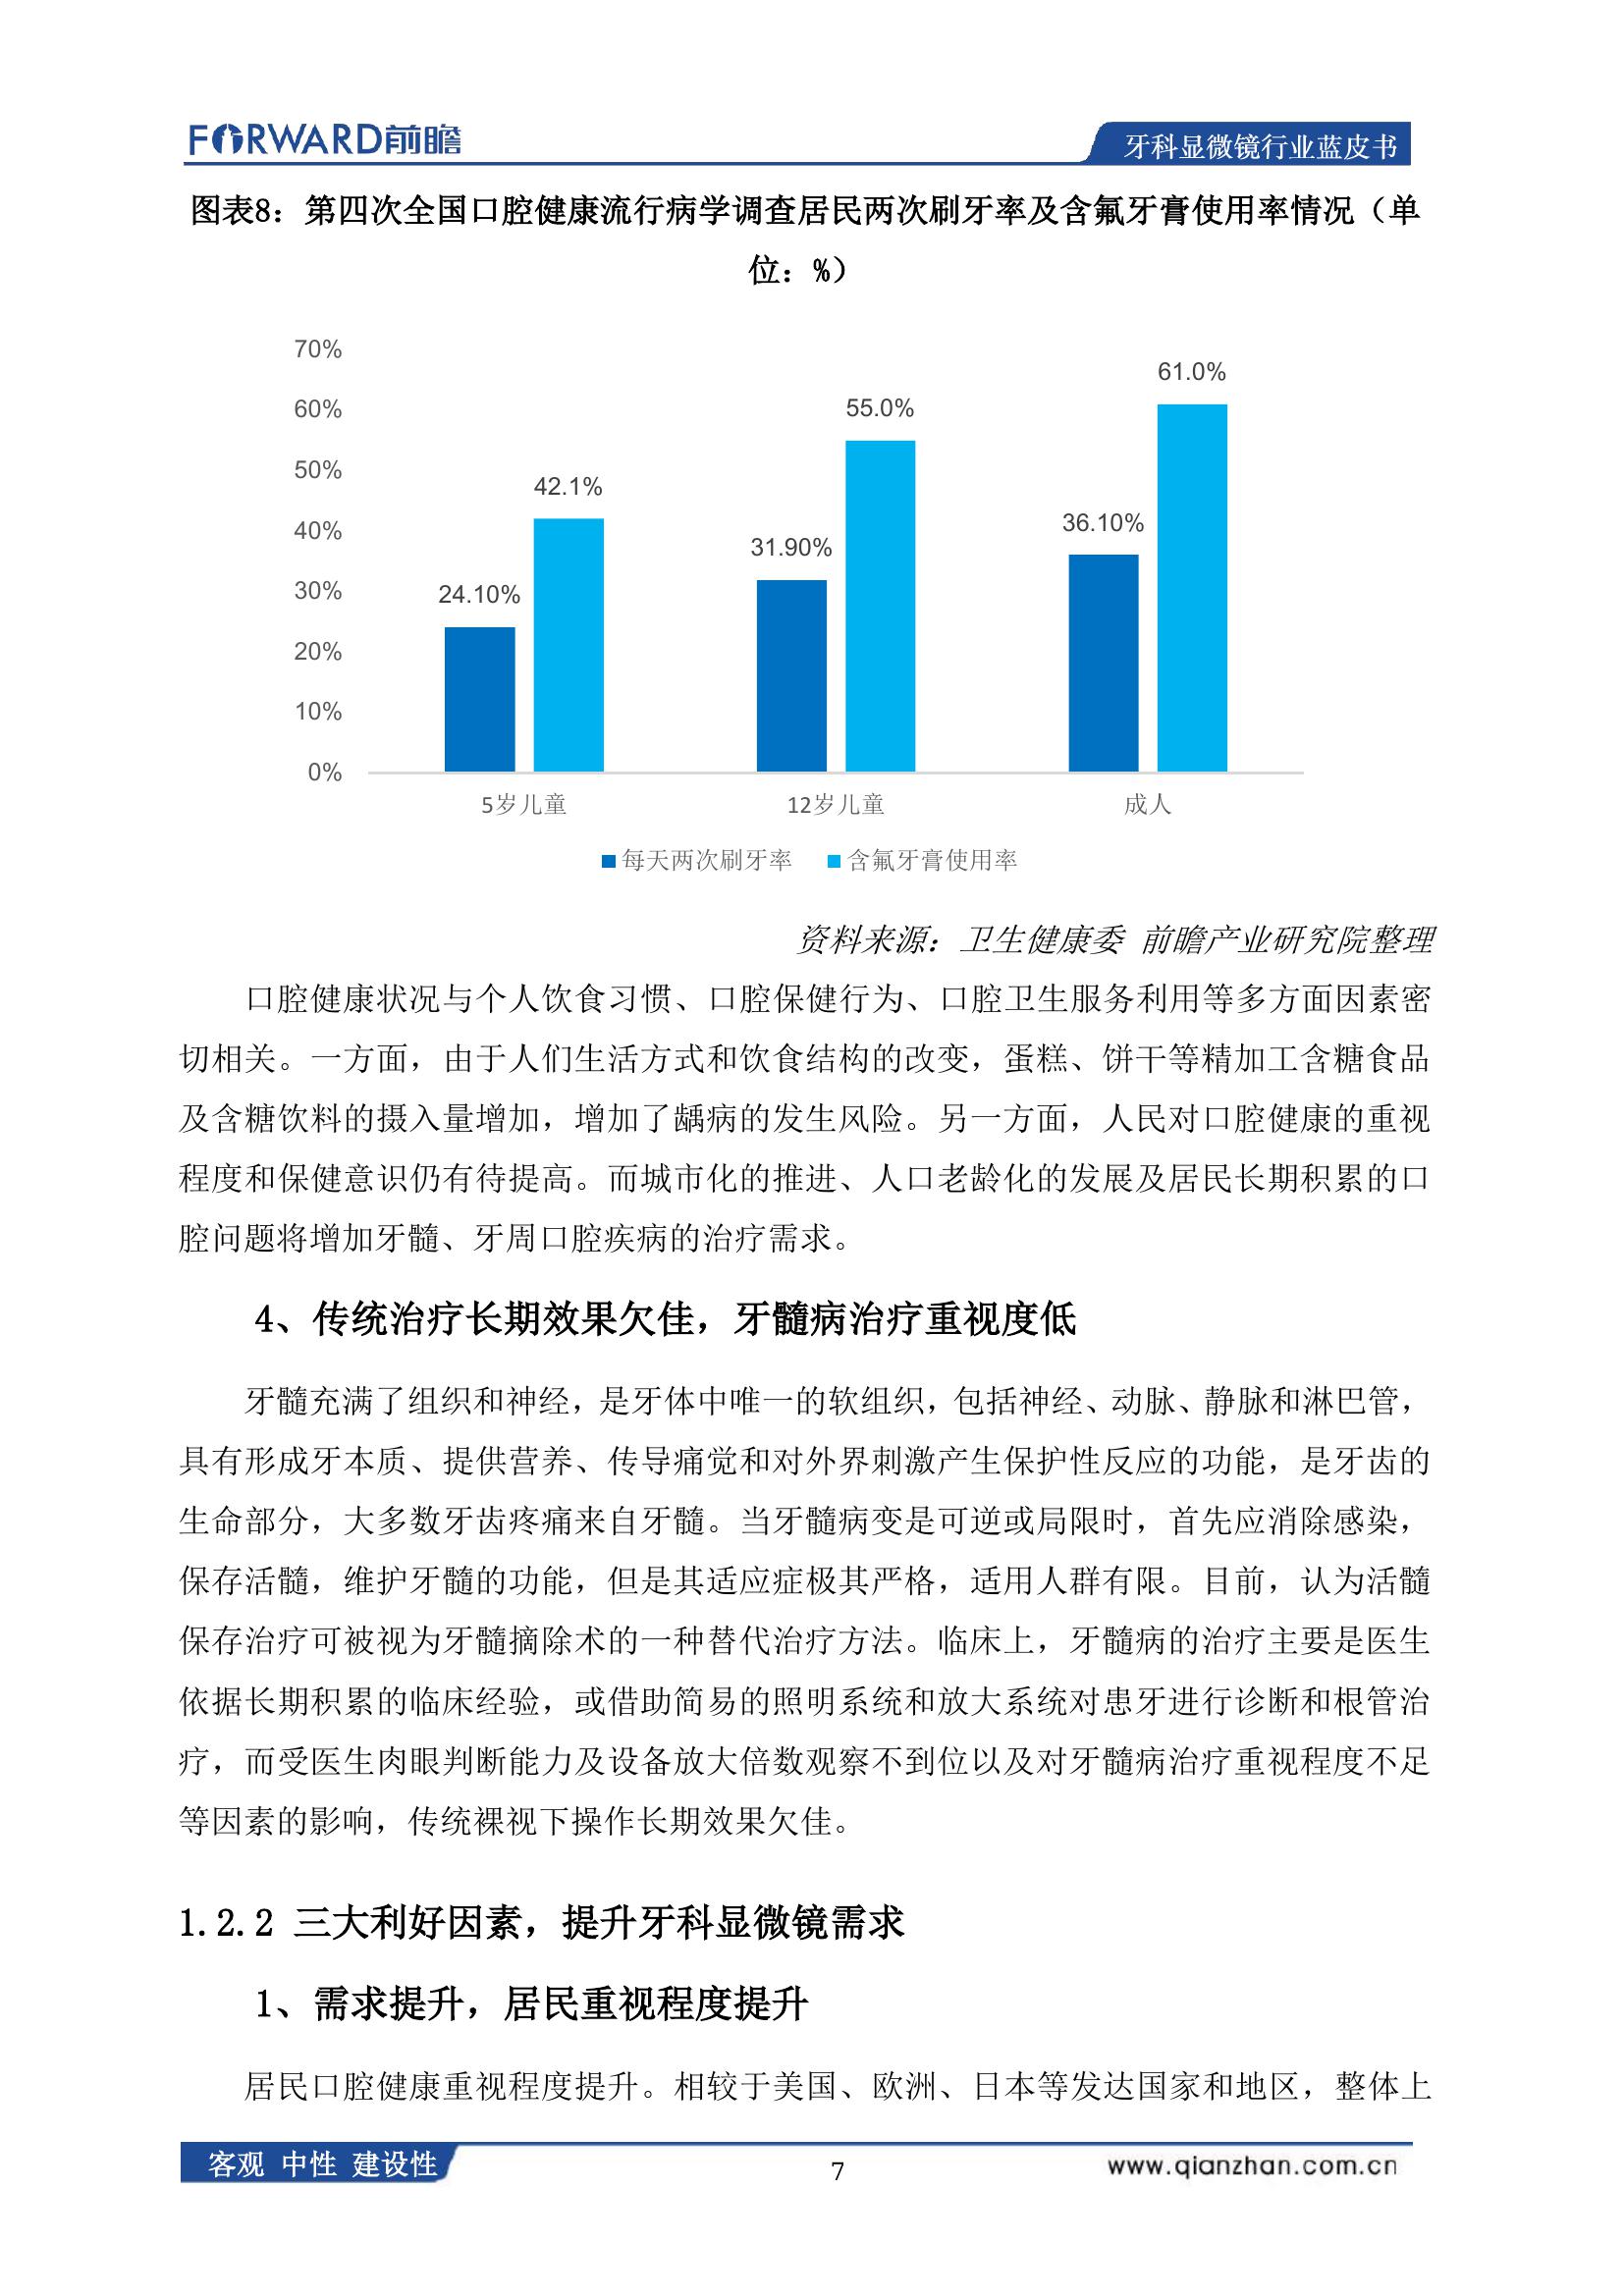 FORWARD前瞻
牙科显微镜行业蓝皮书
图表8：第四次全国口腔健康流行病学调查居民两次刷牙率及含氟牙膏使用率情况（单
位：%）
70%
60%
50%
40%
30%
20%
10%
0%
24.10%
42.1%
31.90%
55.0%
36.10%
61.0%
5岁儿童
12岁儿童
成人
每天两次刷牙率
含氟牙膏使用率
资料来源：卫生健康委 前瞻产业研究院整理
口腔健康状况与个人饮食习惯、口腔保健行为、口腔卫生服务利用等多方面因素密
切相关。一方面，由于人们生活方式和饮食结构的改变，蛋糕、饼干等精加工含糖食品
及含糖饮料的摄入量增加，增加了龋病的发生风险。另一方面，人民对口腔健康的重视
程度和保健意识仍有待提高。而城市化的推进、人口老龄化的发展及居民长期积累的口
腔问题将增加牙髓、牙周口腔疾病的治疗需求。
4、传统治疗长期效果欠佳，牙髓病治疗重视度低
牙髓充满了组织和神经，是牙体中唯一的软组织，包括神经、动脉、静脉和淋巴管，
具有形成牙本质、提供营养、传导痛觉和对外界刺激产生保护性反应的功能，是牙齿的
生命部分，大多数牙齿疼痛来自牙髓。当牙髓病变是可逆或局限时，首先应消除感染，
保存活髓，维护牙髓的功能，但是其适应症极其严格，适用人群有限。目前，认为活髓
保存治疗可被视为牙髓摘除术的一种替代治疗方法。临床上，牙髓病的治疗主要是医生
依据长期积累的临床经验，或借助简易的照明系统和放大系统对患牙进行诊断和根管治
疗，而受医生肉眼判断能力及设备放大倍数观察不到位以及对牙髓病治疗重视程度不足
等因素的影响，传统裸视下操作长期效果欠佳。
1.2.2 三大利好因素，提升牙科显微镜需求
1、需求提升，居民重视程度提升
居民口腔健康重视程度提升。相较于美国、欧洲、日本等发达国家和地区，整体上
客观 中性 建设性
7
www.qianzhan.com.cn